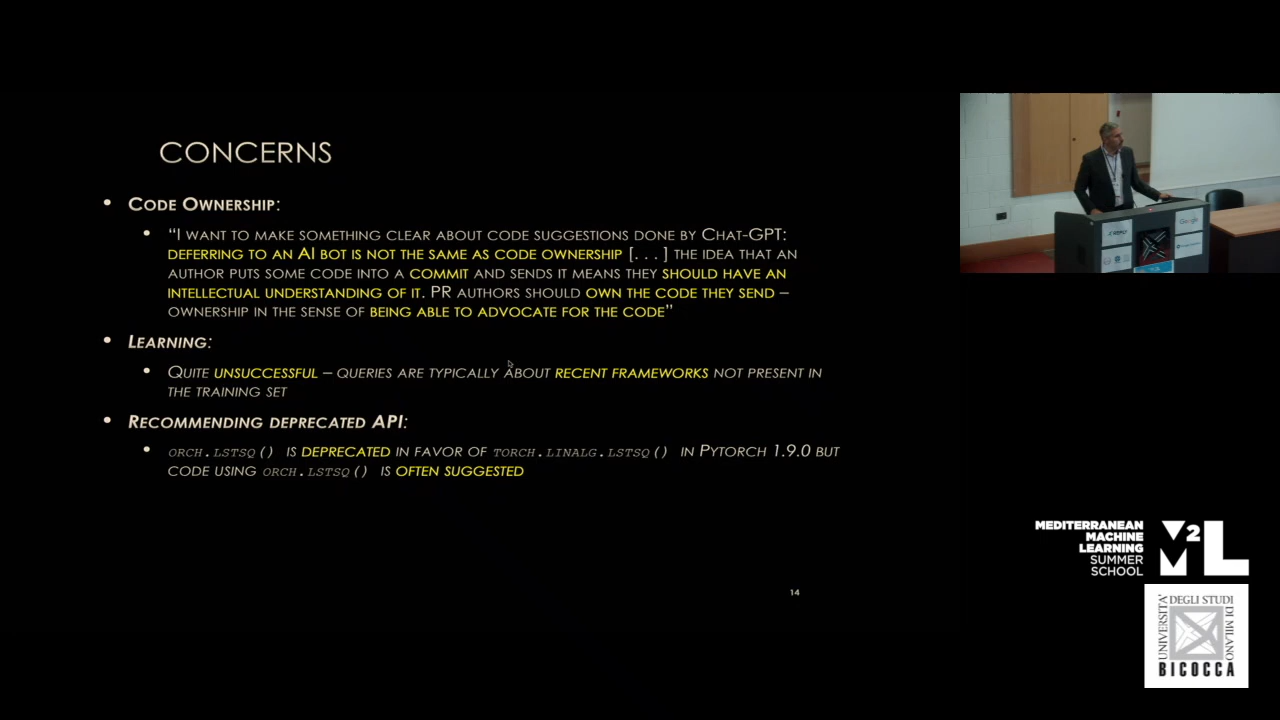 CONCERNS
• CODE OWNERSHIP:
• "I WANT TO MAKE SOMETHING CLEAR ABOUT CODE SUGGESTIONS DONE BY CHAT-GPT:
DEFERRING TO AN AI BOT IS NOT THE SAME AS CODE OWNERSHIP [. . . ] THE IDEA THAT AN
AUTHOR PUTS SOME CODE INTO A COMMIT AND SENDS IT MEANS THEY SHOULD HAVE AN
INTELLECTUAL UNDERSTANDING OF IT. PR AUTHORS SHOULD OWN THE CODE THEY SEND –
OWNERSHIP IN THE SENSE OF BEING ABLE TO ADVOCATE FOR THE CODE"
• LEARNING:
• QUITE UNSUCCESSFUL – QUERIES ARE TYPICALLY ABOUT RECENT FRAMEWORKS NOT PRESENT IN
THE TRAINING SET
• RECOMMENDING DEPRECATED API:
• ORCH.LSTSQ() IS DEPRECATED IN FAVOR OF TORCH.LINALG.LSTSQ() IN PYTORCH 1.9.0 BUT
CODE USING ORCH.LSTSQ() IS OFTEN SUGGESTED
14
Google
MEDITERRANEAN
MACHINE
LEARNING
SUMMER
SCHOOL
M2L
UNIVERSITÀ
DEGLI STUDI
DI MILANO
BICOCCA